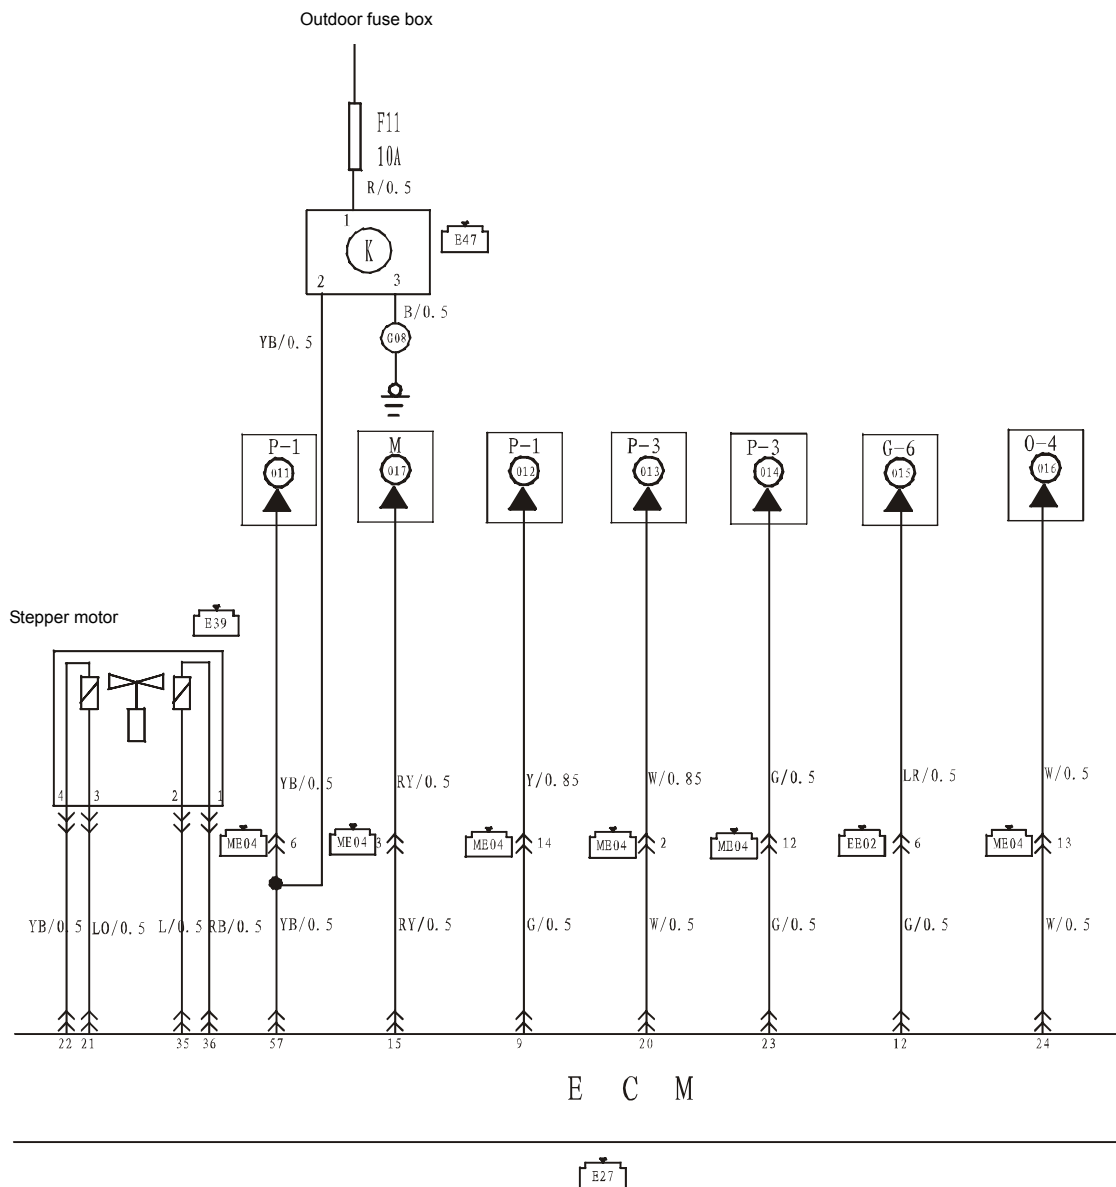 Outdoor fuse box
F11
10A
R/0.5
1
K
E47
2 3
B/0.5
YB/0.5
G08
P-1 M P-1 P-3 P-3 G-6 O-4
011 017 012 013 014 015 016
Stepper motor
E39
YB/0.5 RY/0.5 Y/0.85 W/0.85 G/0.5 LR/0.5 W/0.5
4 3 2 1
ME04 6 ME04 3 ME04 14 ME04 2 ME04 12 EE02 6 ME04 13
YB/0.5 LO/0.5 L/0.5 RB/0.5 YB/0.5 RY/0.5 G/0.5 W/0.5 G/0.5 G/0.5 W/0.5
22 21 35 36 57 15 9 20 23 12 24
E C M
E27